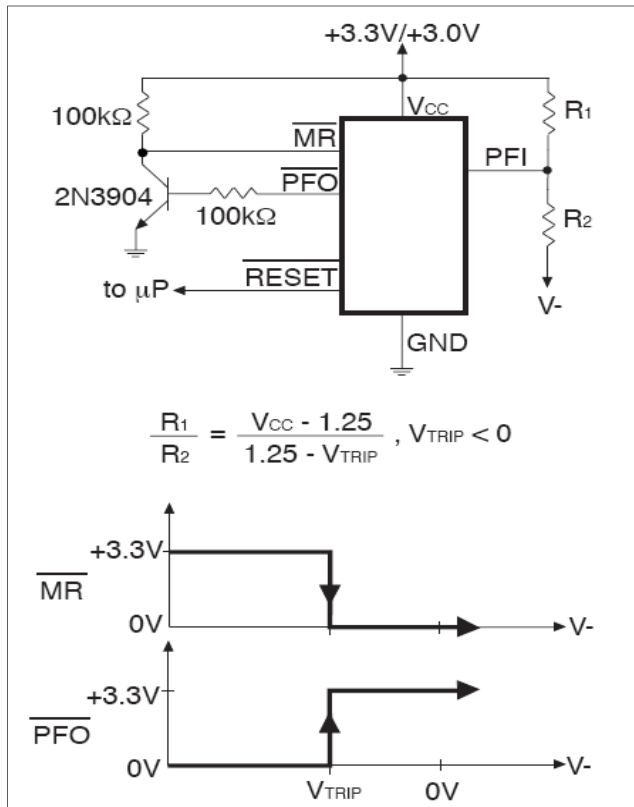 +3.3V/+3.0V
100kΩ
VCC
R1
MR
PFI
PFO
2N3904
100kΩ
R2
RESET
to μP
V-
GND
R1/R2 = (VCC - 1.25)/(1.25 - VTRIP) , VTRIP < 0
+3.3V
MR
0V
V-
+3.3V
PFO
0V
V-
VTRIP
0V